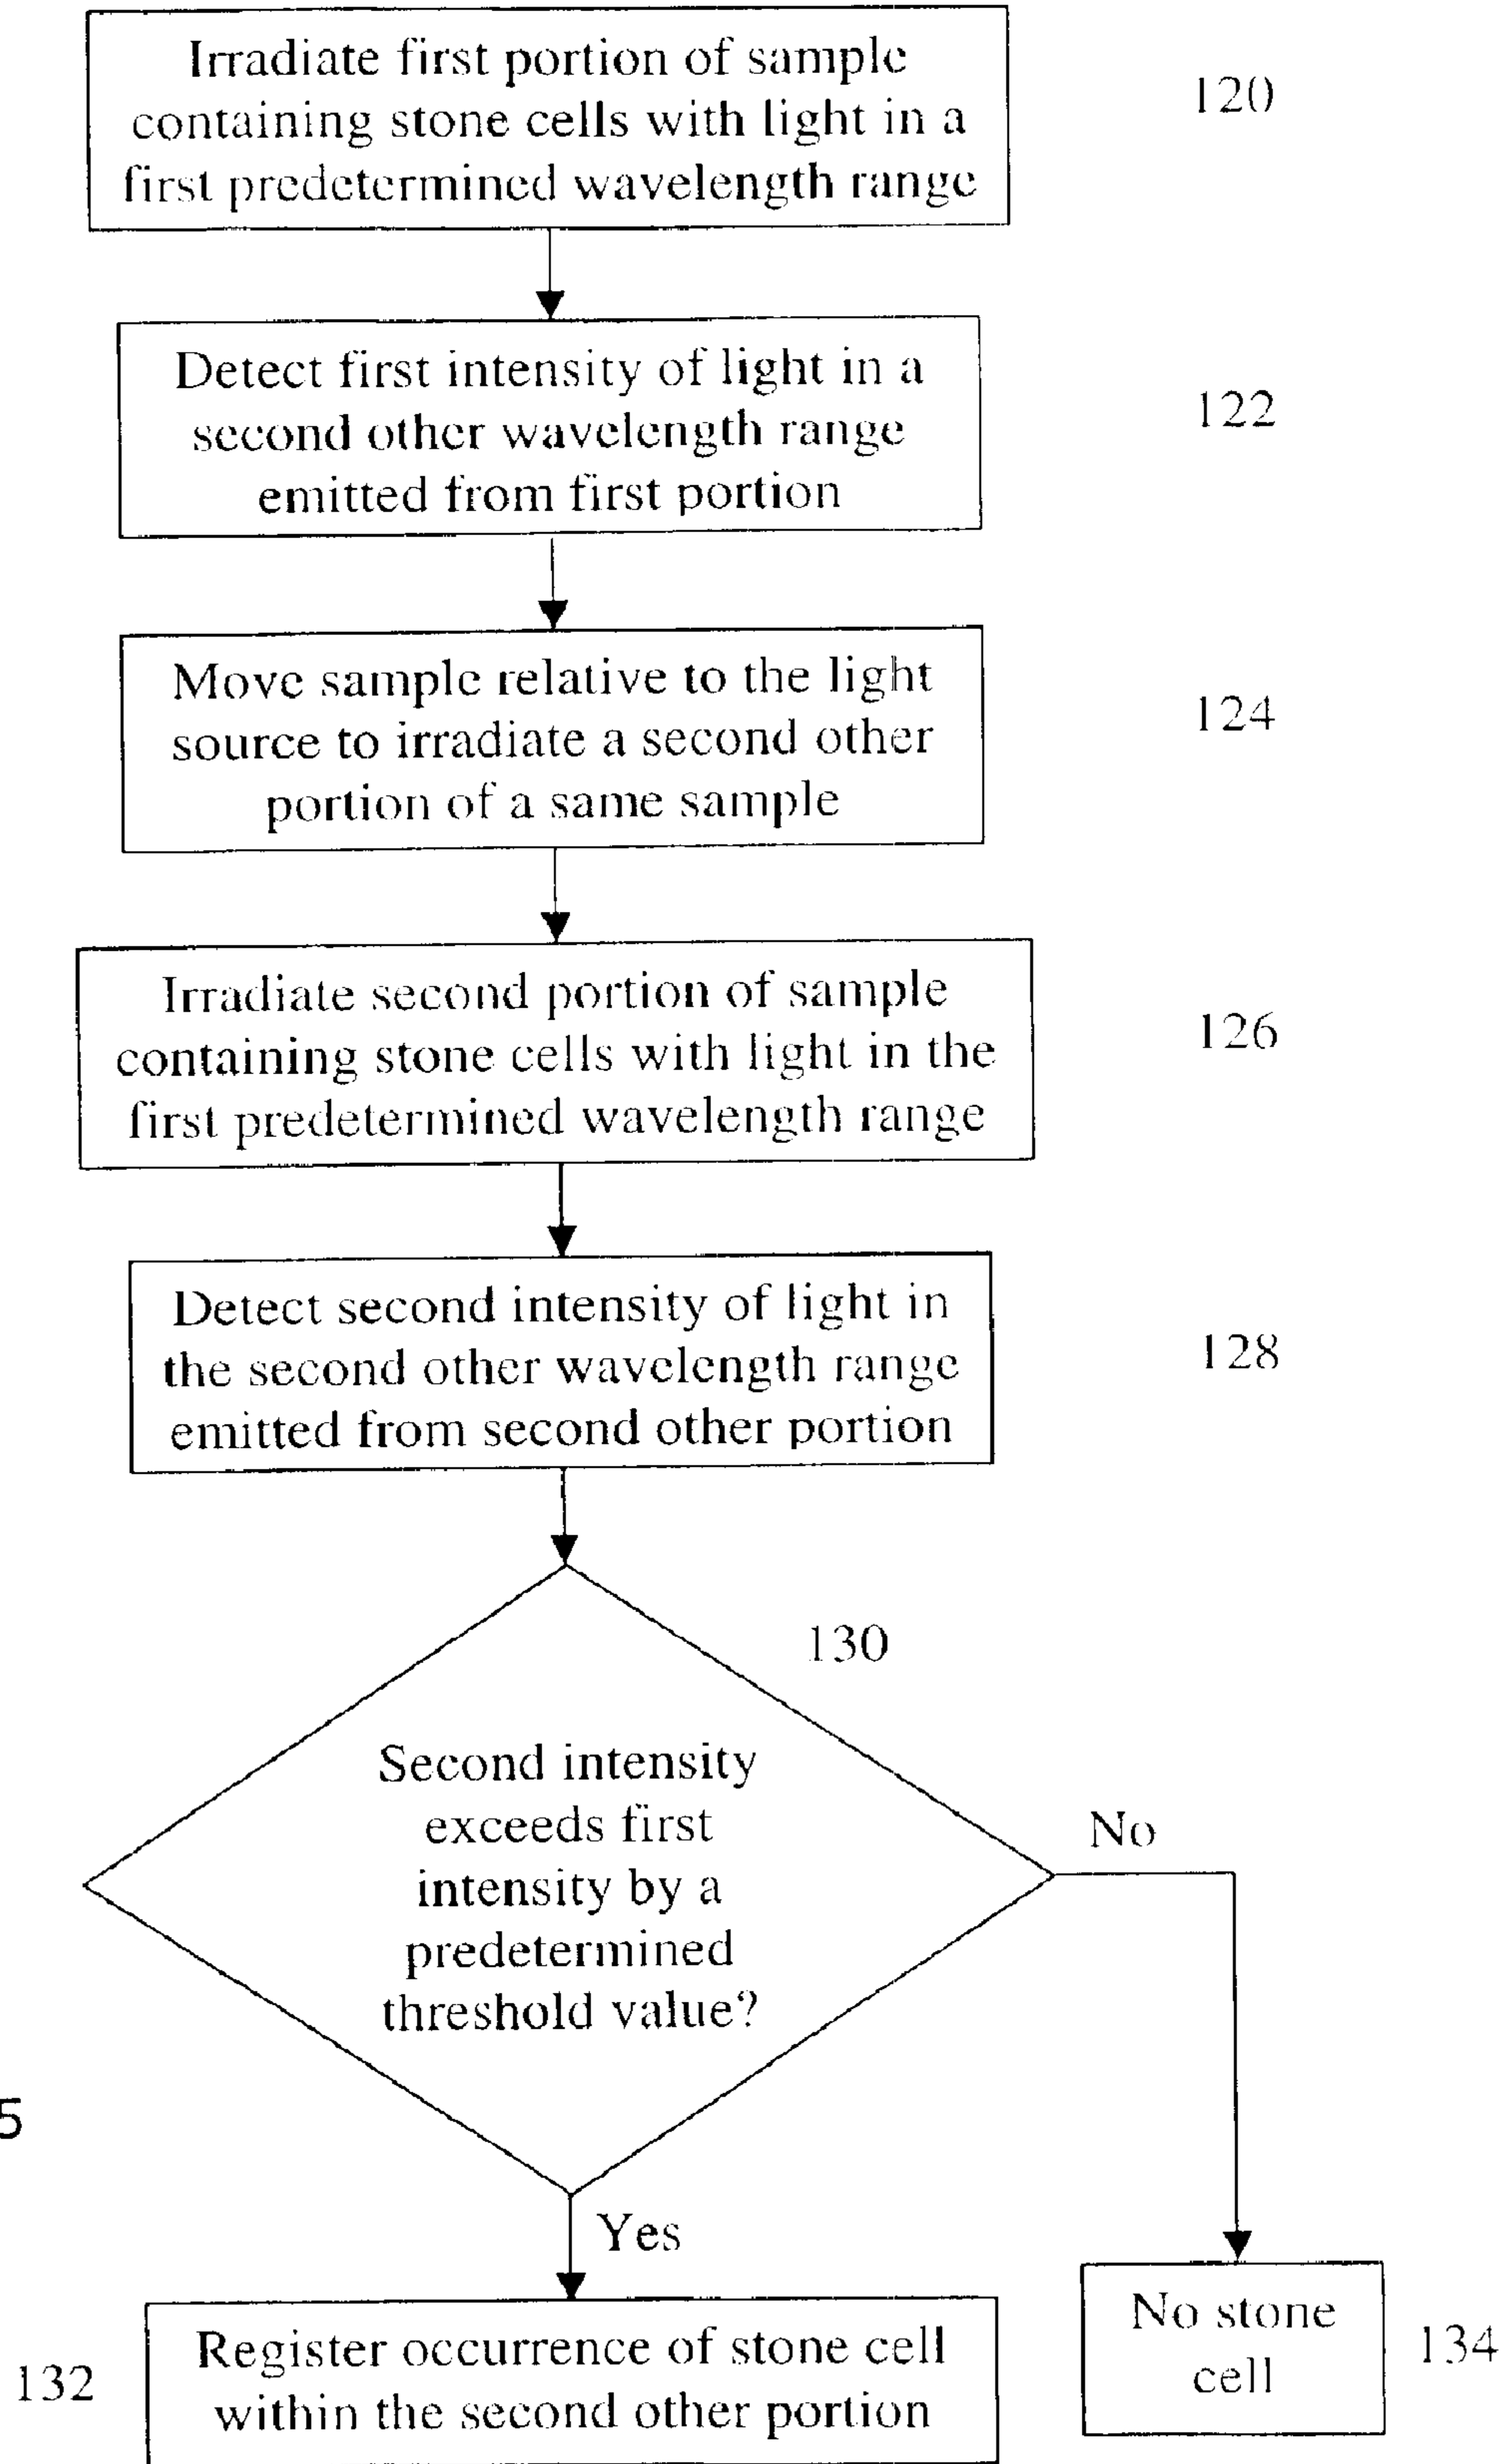 Irradiate first portion of sample
containing stone cells with light in a
first predetermined wavelength range
120
Detect first intensity of light in a
second other wavelength range
emitted from first portion
122
Move sample relative to the light
source to irradiate a second other
portion of a same sample
124
Irradiate second portion of sample
containing stone cells with light in the
first predetermined wavelength range
126
Detect second intensity of light in
the second other wavelength range
emitted from second other portion
128
130
Second intensity
exceeds first
intensity by a
predetermined
threshold value?
No
5
Yes
Register occurrence of stone cell
within the second other portion
132
No stone
cell
134